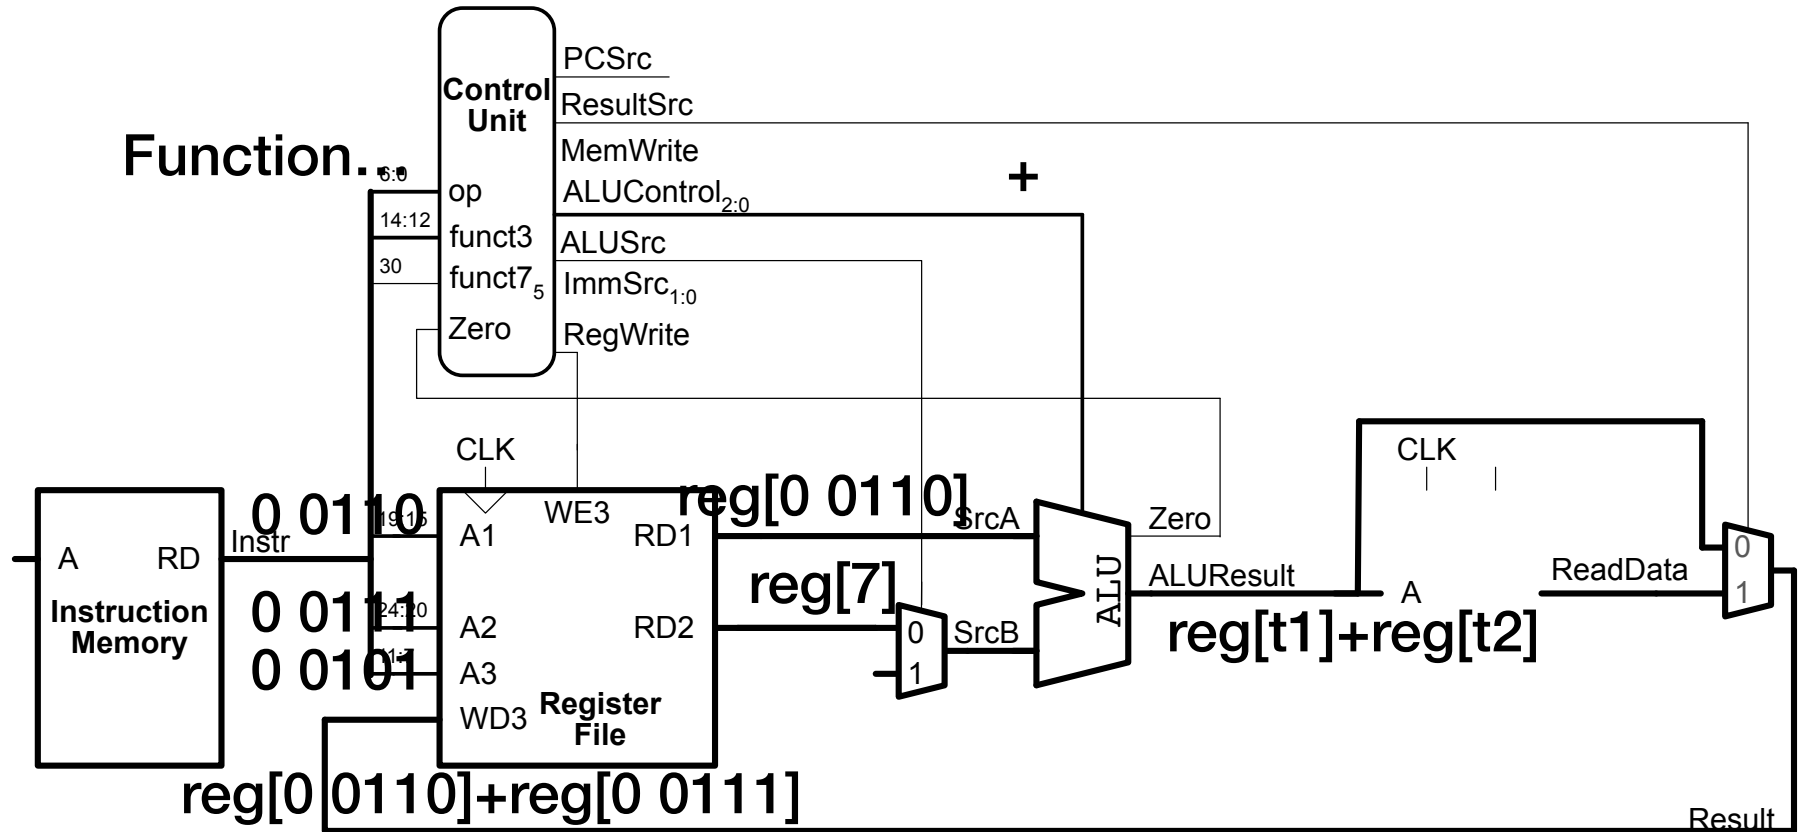 PCSrc
Control
Unit
ResultSrc
MemWrite
Function...
6:0
op
ALUControl2:0
+
14:12
funct3
ALUSrc
30
funct75
ImmSrc1:0
Zero
RegWrite
CLK
CLK
0 0110
19:15
A1
WE3
reg[0 0110]
RD1
SrcA
Zero
0
A
RD
Instr
ALU
ALUResult
A
ReadData
1
Instruction
Memory
0 0111
24:20
A2
RD2
reg[7]
0
SrcB
1
reg[t1]+reg[t2]
0 0101
11:7
A3
WD3
Register
File
reg[0 0110]+reg[0 0111]
Result